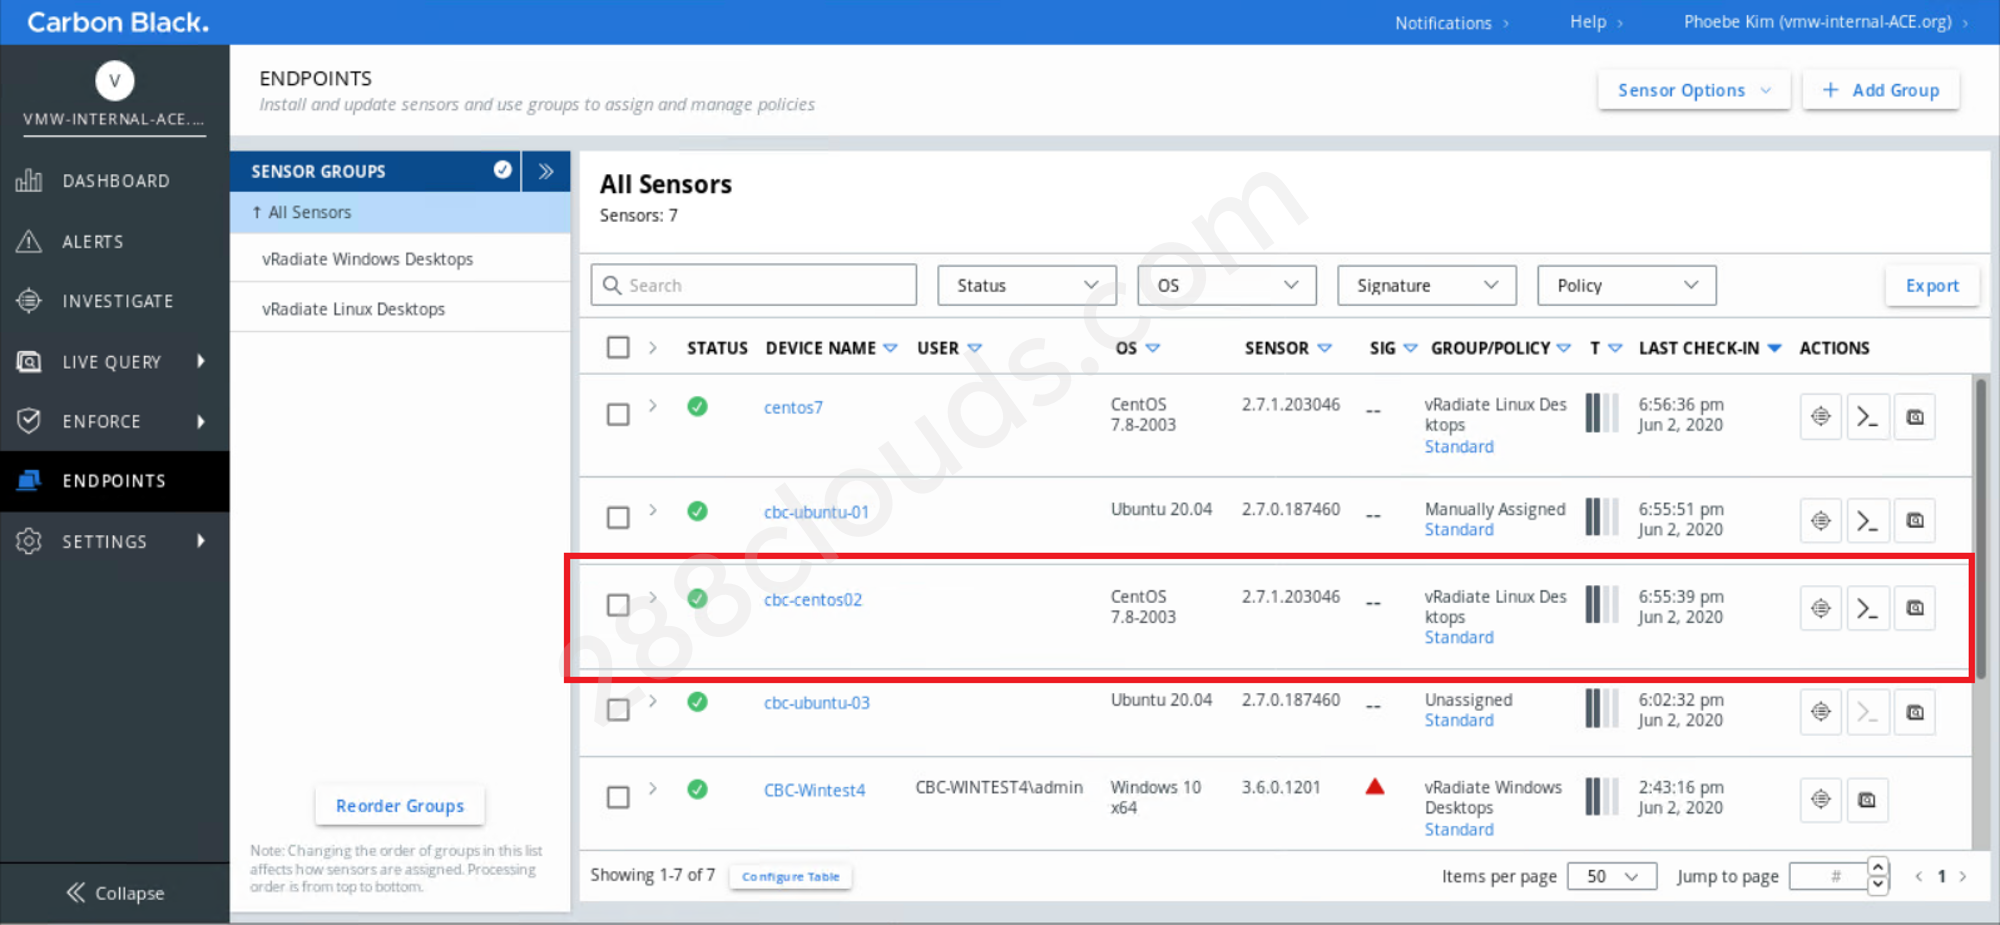 Carbon Black.
Notifications
Help
Phoebe Kim (vmw-internal-ACE.org)
V
VMW-INTERNAL-ACE....
DASHBOARD
ALERTS
INVESTIGATE
LIVE QUERY
ENFORCE
ENDPOINTS
SETTINGS
Collapse
ENDPOINTS
Install and update sensors and use groups to assign and manage policies
Sensor Options
+ Add Group
SENSOR GROUPS
↑ All Sensors
vRadiate Windows Desktops
vRadiate Linux Desktops
Reorder Groups
Note: Changing the order of groups in this list
affects how sensors are assigned. Processing
order is from top to bottom.
All Sensors
Sensors: 7
Search
Status
OS
Signature
Policy
Export
STATUS DEVICE NAME USER OS SENSOR SIG GROUP/POLICY T LAST CHECK-IN ACTIONS
centos7 CentOS 2.7.1.203046 -- vRadiate Linux Des 6:56:36 pm
7.8-2003 ktops Jun 2, 2020
Standard
cbc-ubuntu-01 Ubuntu 20.04 2.7.0.187460 -- Manually Assigned 6:55:51 pm
Standard Jun 2, 2020
cbc-centos02 CentOS 2.7.1.203046 -- vRadiate Linux Des 6:55:39 pm
7.8-2003 ktops Jun 2, 2020
Standard
cbc-ubuntu-03 Ubuntu 20.04 2.7.0.187460 -- Unassigned 6:02:32 pm
Standard Jun 2, 2020
CBC-Wintest4 CBC-WINTEST4\admin Windows 10 3.6.0.1201 vRadiate Windows 2:43:16 pm
x64 Desktops Jun 2, 2020
Standard
Showing 1-7 of 7
Configure Table
Items per page 50
Jump to page #
1
288clouds.com